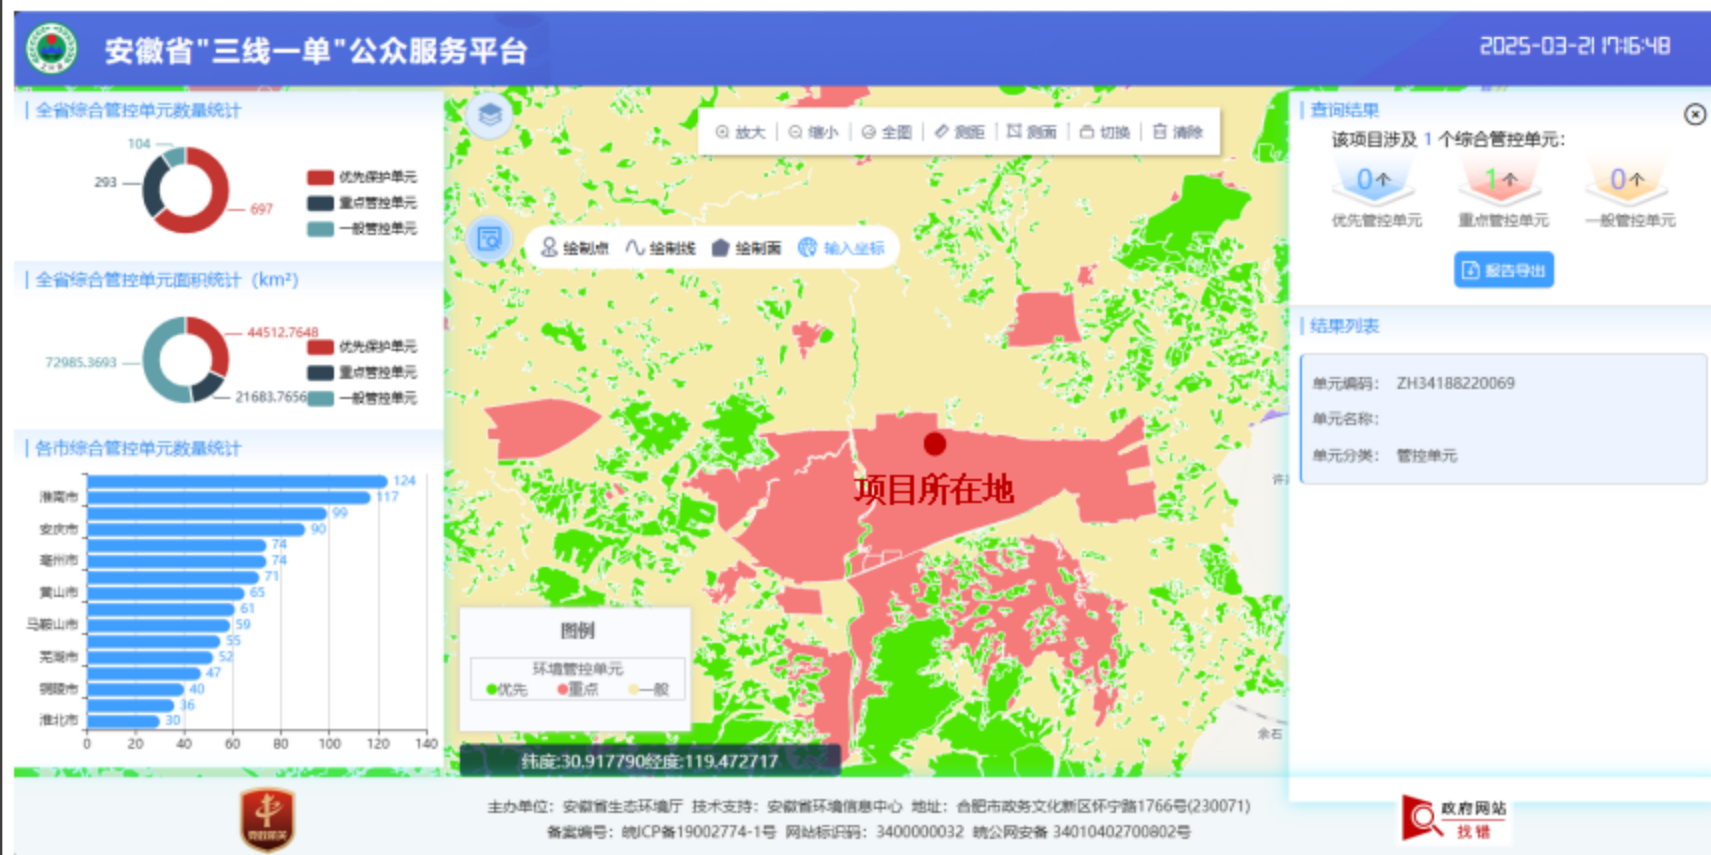 安徽省"三线一单"公众服务平台
2025-03-21 17:16:48
全省综合管控单元数量统计
104
293
697
优先保护单元
重点管控单元
一般管控单元
全省综合管控单元面积统计（km²）
44512.7648
72985.3693
21683.7656
优先保护单元
重点管控单元
一般管控单元
各市综合管控单元数量统计
124
淮南市 117
99
安庆市 90
74
亳州市 74
71
黄山市 65
61
马鞍山市 59
55
芜湖市 52
47
铜陵市 40
36
淮北市 30
0 20 40 60 80 100 120 140
放大 缩小 全图 测距 测面 切换 清除
绘制点 绘制线 绘制面 输入坐标
项目所在地
图例
环境管控单元
优先 重点 一般
纬度:30.917790经度:119.472717
余石
查询结果
该项目涉及 1 个综合管控单元:
0个 1个 0个
优先管控单元 重点管控单元 一般管控单元
报告导出
结果列表
单元编码: ZH34188220069
单元名称:
单元分类: 管控单元
主办单位：安徽省生态环境厅 技术支持：安徽省环境信息中心 地址：合肥市政务文化新区怀宁路1766号(230071)
备案编号：皖ICP备19002774-1号 网站标识码：3400000032 皖公网安备 34010402700802号
政府网站
找错